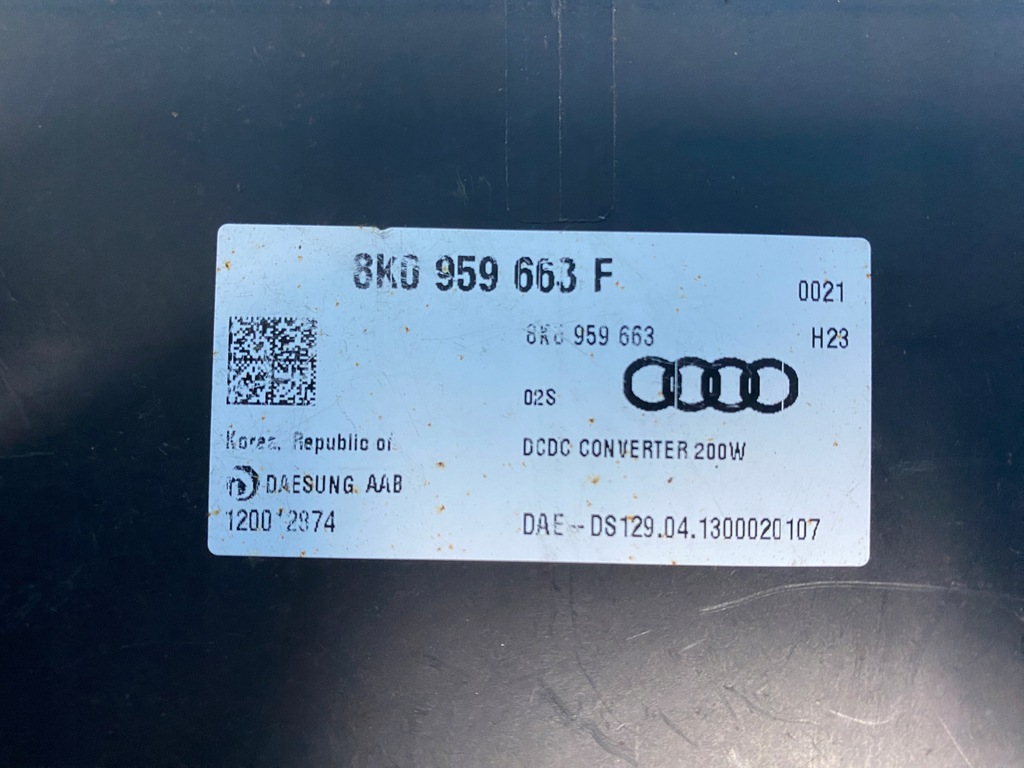 8K0 959 663 F
0021
8K0 959 663
H23
02S
Korea, Republic of
DCDC CONVERTER 200W
DAESUNG AAB
DAE-DS129.04.1300020107